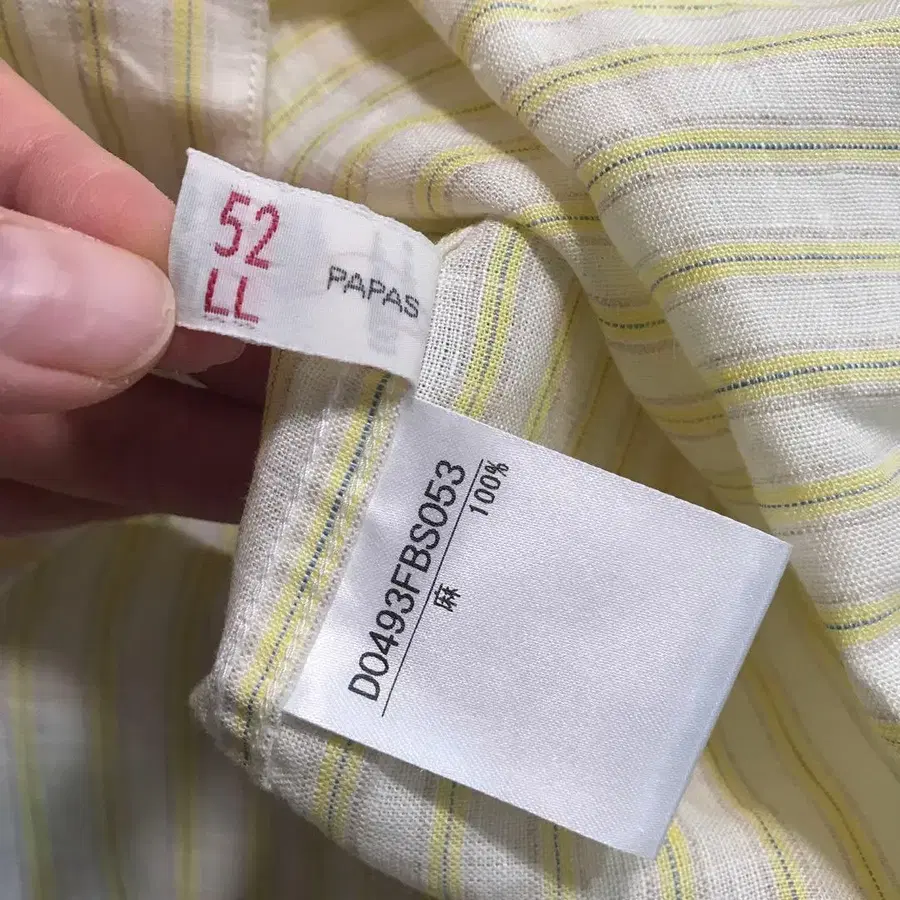 52
LL
PAPAS
D0493FBS053
麻 100%